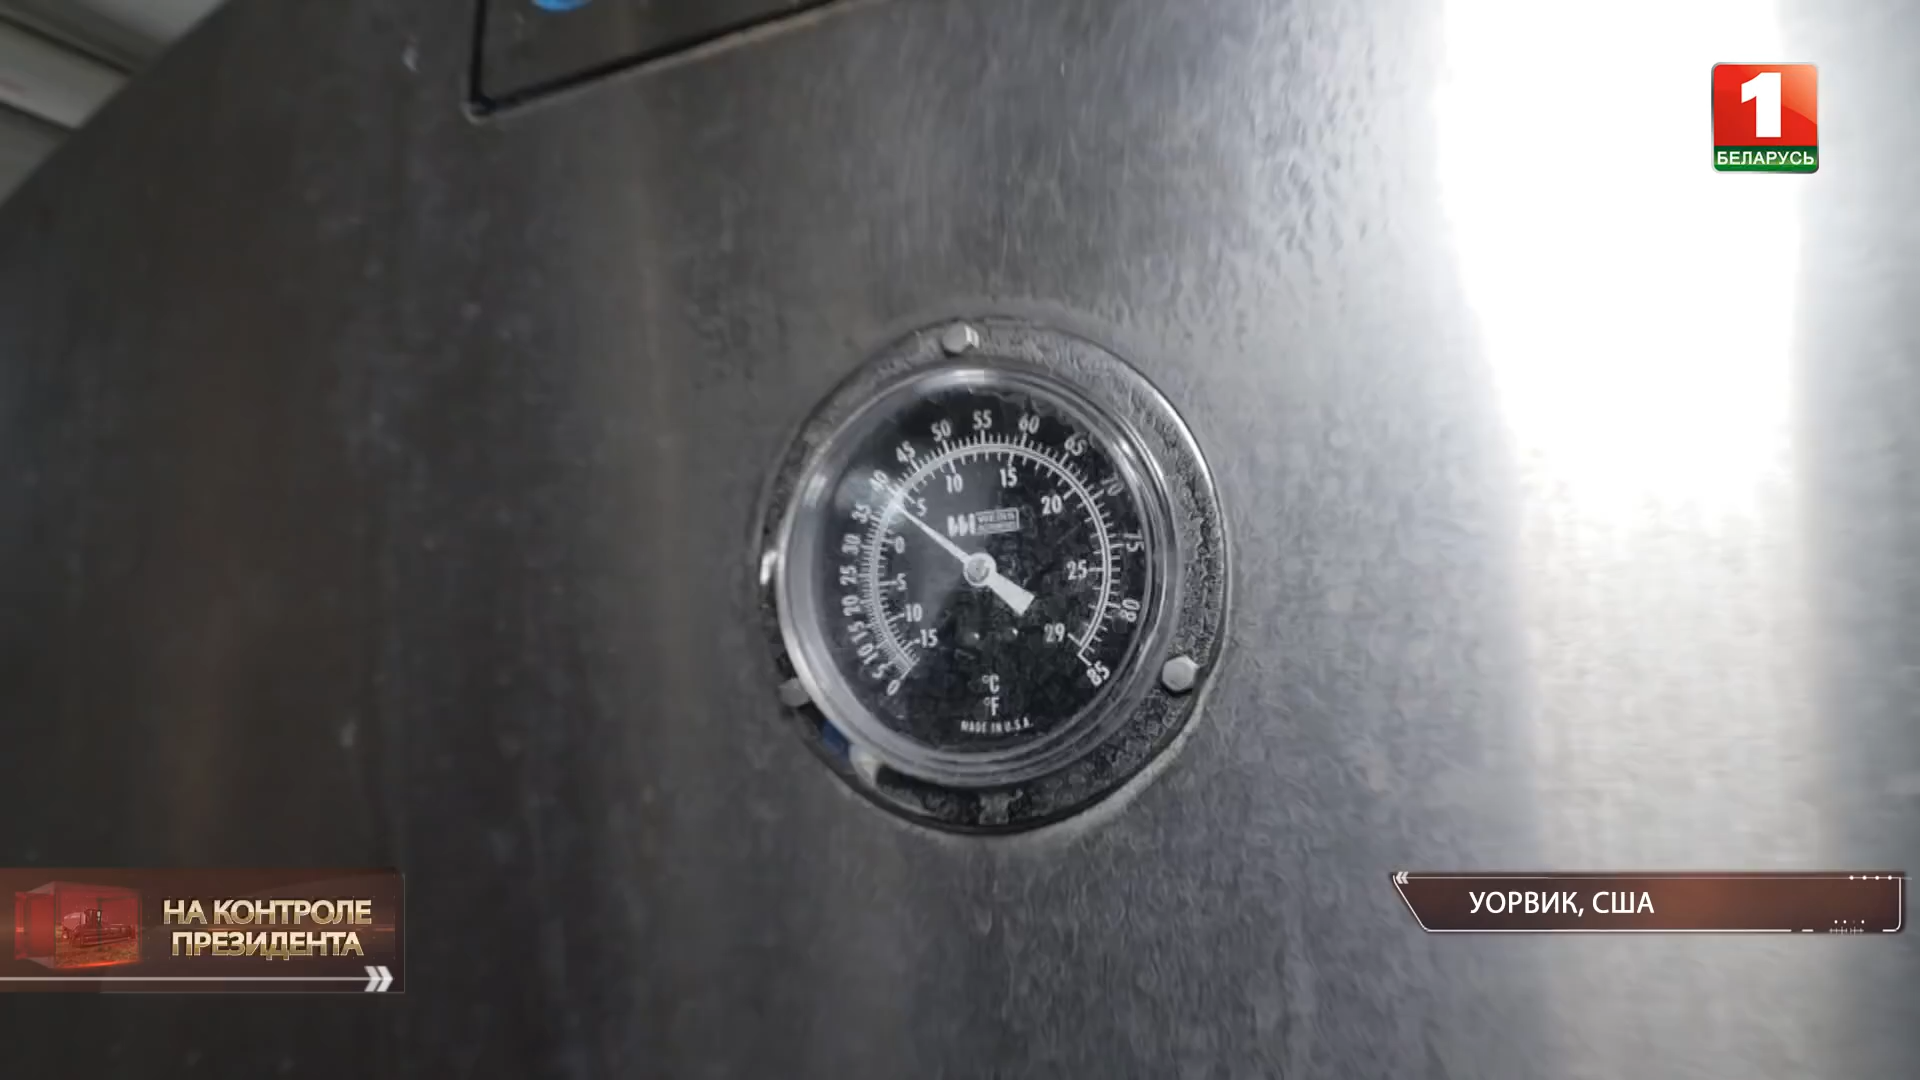 1
БЕЛАРУСЬ
0 5 10 15 20 25 30 35 40 45 50 55 60 65 70 75 80 85
-15 -10 -5 0 5 10 15 20 25 29
°C
°F
MADE IN U.S.A.
НА КОНТРОЛЕ
ПРЕЗИДЕНТА
УОРВИК, США